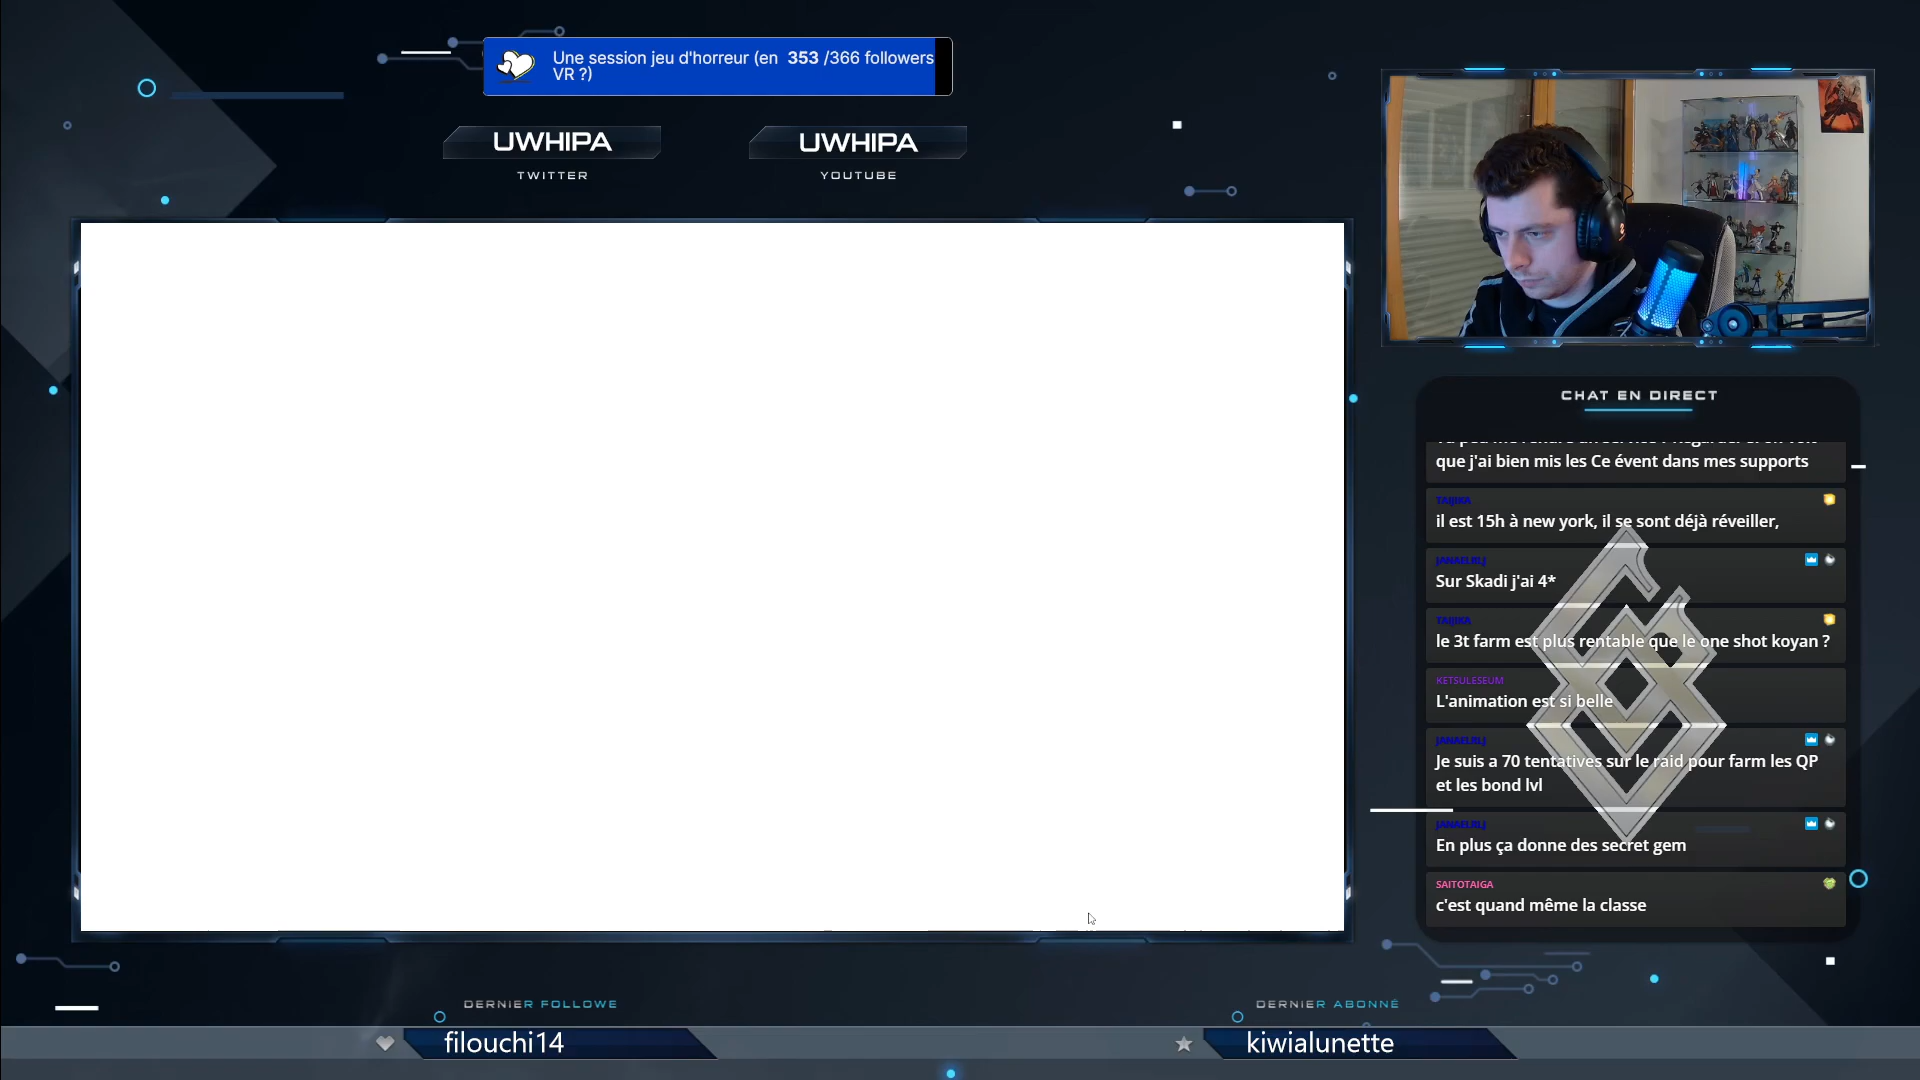 Une session jeu d'horreur (en 353 /366 followers
VR ?)
UWHIPA
TWITTER
UWHIPA
YOUTUBE
CHAT EN DIRECT
que j'ai bien mis les Ce évent dans mes supports
TAIJIKA
il est 15h à new york, il se sont déjà réveiller,
Sur Skadi j'ai 4*
TAIJIKA
le 3t farm est plus rentable que le one shot koyan ?
KETSULESEUM
L'animation est si belle
Je suis a 70 tentatives sur le raid pour farm les QP
et les bond lvl
En plus ça donne des secret gem
SAITOTAIGA
c'est quand même la classe
DERNIER FOLLOWE
filouchi14
DERNIER ABONNÉ
kiwialunette